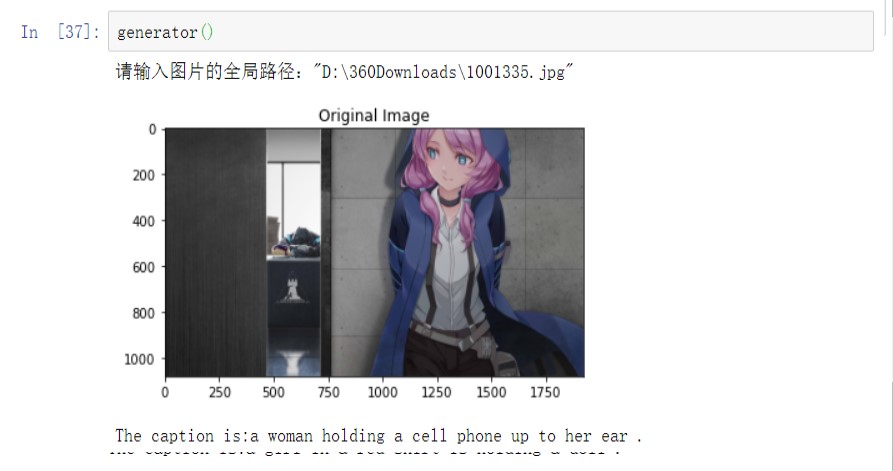 In [37]: generator()
请输入图片的全局路径："D:\360Downloads\1001335.jpg"
Original Image
0
200
400
600
800
1000
0 250 500 750 1000 1250 1500 1750
The caption is:a woman holding a cell phone up to her ear .